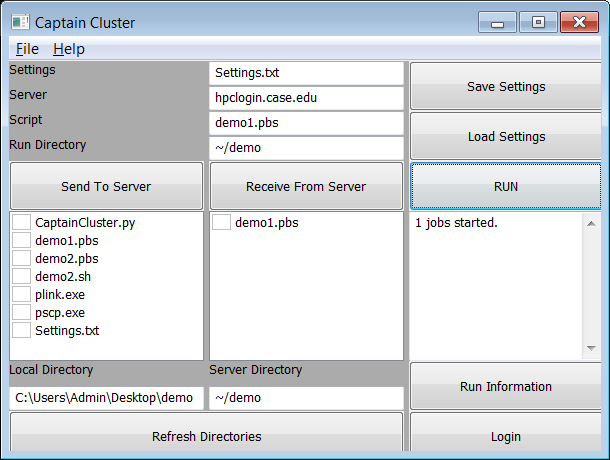 Captain Cluster
File Help
Settings
Settings.txt
Save Settings
Server
hpclogin.case.edu
Script
demo1.pbs
Load Settings
Run Directory
~/demo
Send To Server
Receive From Server
RUN
CaptainCluster.py
demo1.pbs
demo2.pbs
demo2.sh
plink.exe
pscp.exe
Settings.txt
demo1.pbs
1 jobs started.
Local Directory
Server Directory
Run Information
C:\Users\Admin\Desktop\demo
~/demo
Refresh Directories
Login